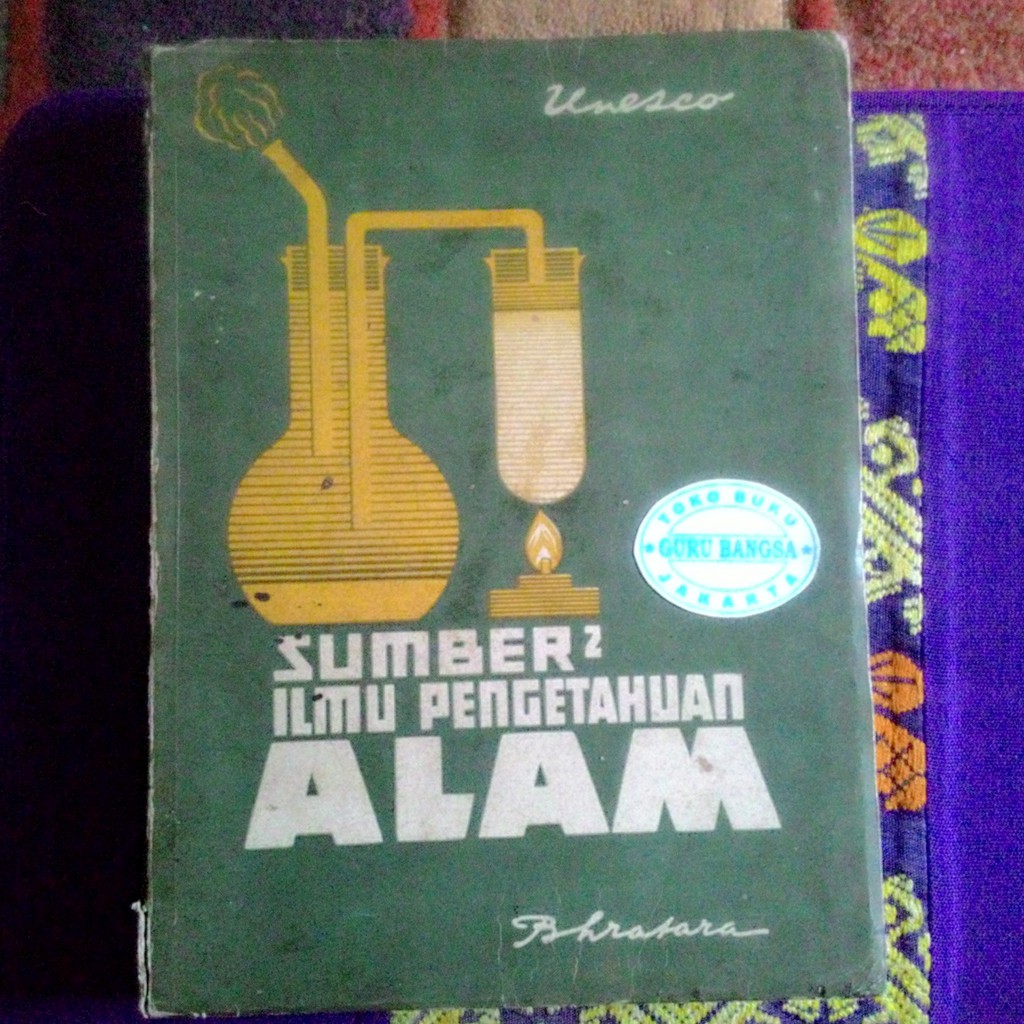 Unesco
TOKO BUKU
★ GURU BANGSA ★
JAKARTA
SUMBER²
ILMU PENGETAHUAN
ALAM
Bhratara